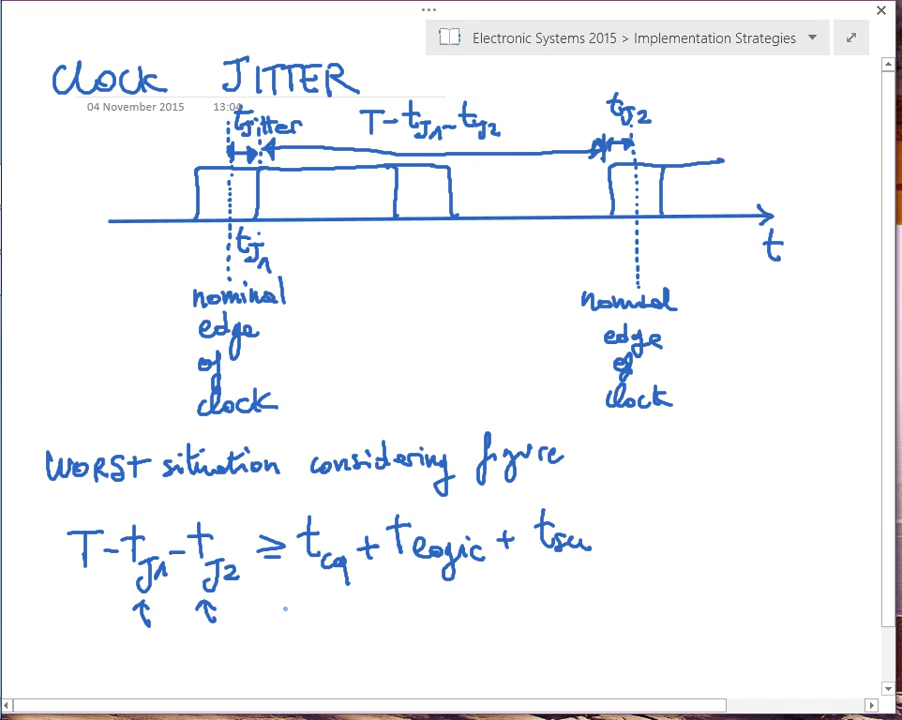 Electronic Systems 2015 > Implementation Strategies
Clock JITTER
04 November 2015 13:04
tJitter
T-tJ1-tJ2
tJ2
tJ1
t
nominal
edge
of
clock
nominal
edge
of
clock
WORST situation considering figure
T-tJ1-tJ2 ≥ tcq + tlogic + tsu